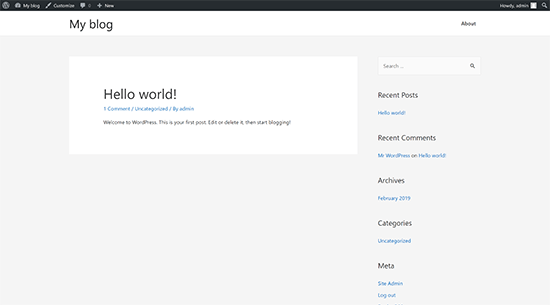 My blog Customize 0 New Howdy, admin
My blog
About
Hello world!
1 Comment / Uncategorized / By admin
Welcome to WordPress. This is your first post. Edit or delete it, then start blogging!
Search ...
Recent Posts
Hello world!
Recent Comments
Mr WordPress on Hello world!
Archives
February 2019
Categories
Uncategorized
Meta
Site Admin
Log out